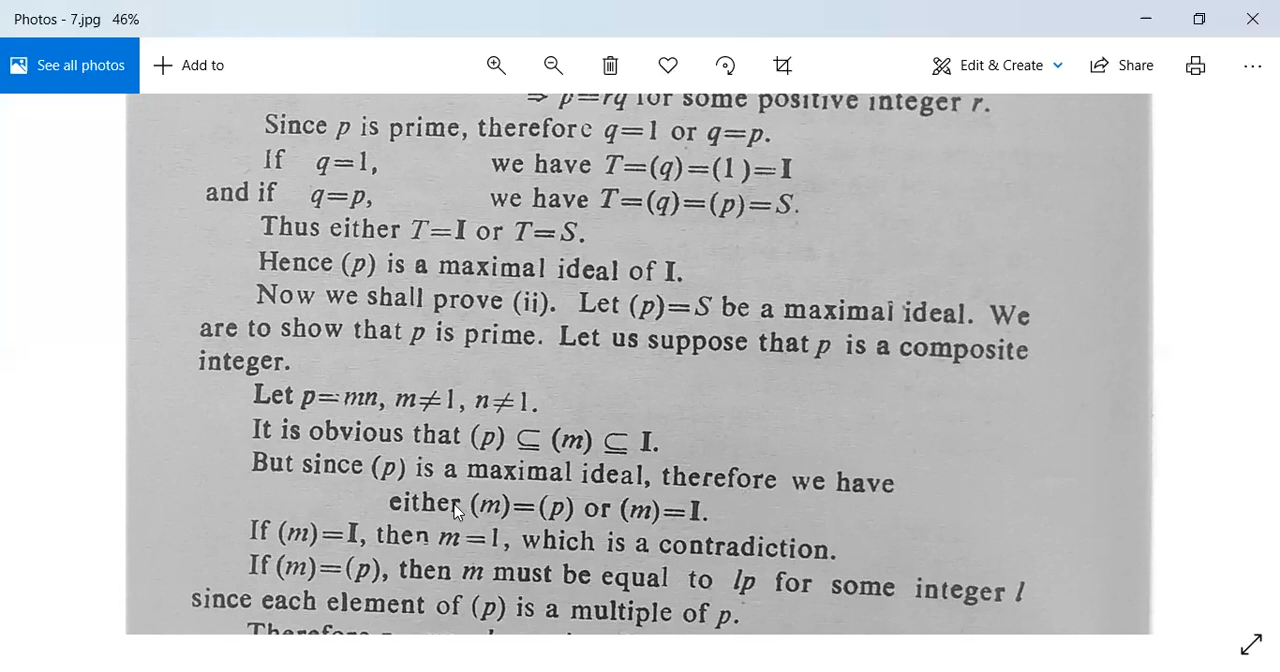 Photos - 7.jpg 46%
See all photos
Add to
Edit & Create
Share
⇒ p=rq for some positive integer r.
Since p is prime, therefore q=1 or q=p.
If q=1, we have T=(q)=(1)=I
and if q=p, we have T=(q)=(p)=S.
Thus either T=I or T=S.
Hence (p) is a maximal ideal of I.
Now we shall prove (ii). Let (p)=S be a maximal ideal. We
are to show that p is prime. Let us suppose that p is a composite
integer.
Let p=mn, m≠1, n≠1.
It is obvious that (p) ⊆ (m) ⊆ I.
But since (p) is a maximal ideal, therefore we have
either (m)=(p) or (m)=I.
If (m)=I, then m=1, which is a contradiction.
If (m)=(p), then m must be equal to lp for some integer l
since each element of (p) is a multiple of p.
Therefore